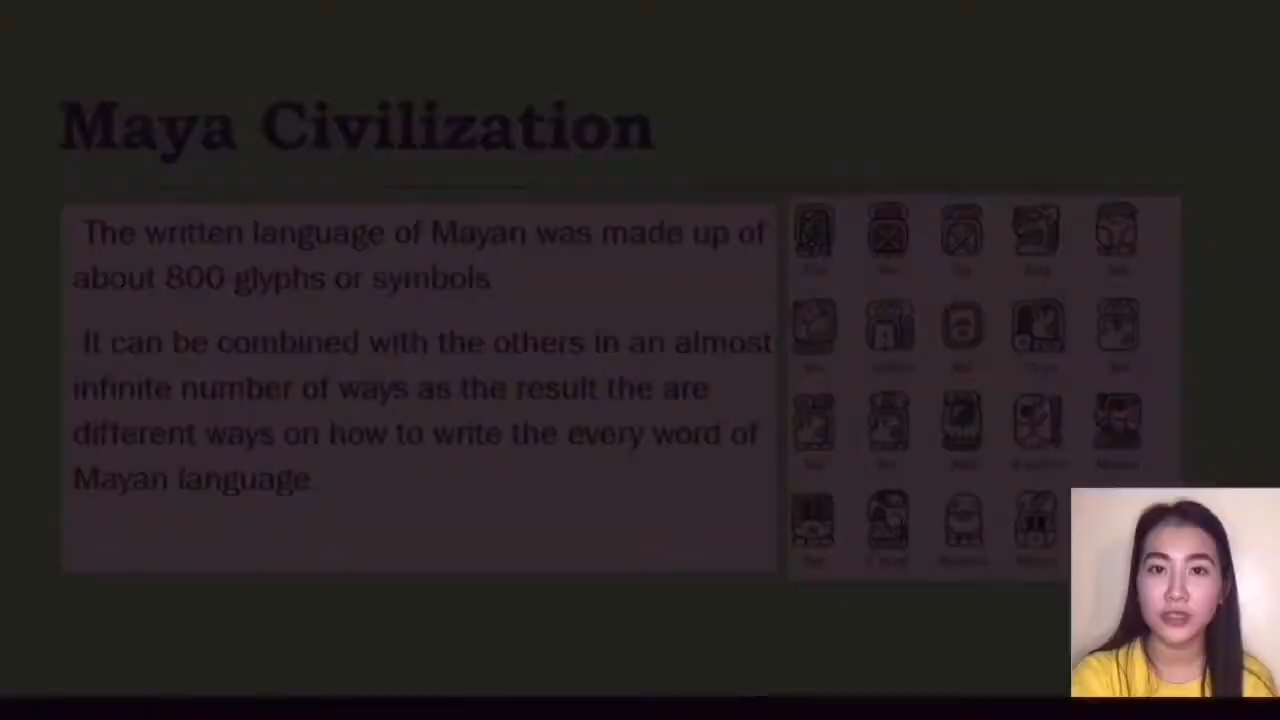 Maya Civilization
The written language of Mayan was made up of
about 800 glyphs or symbols
It can be combined with the others in an almost
infinite number of ways as the result the are
different ways on how to write the every word of
Mayan language